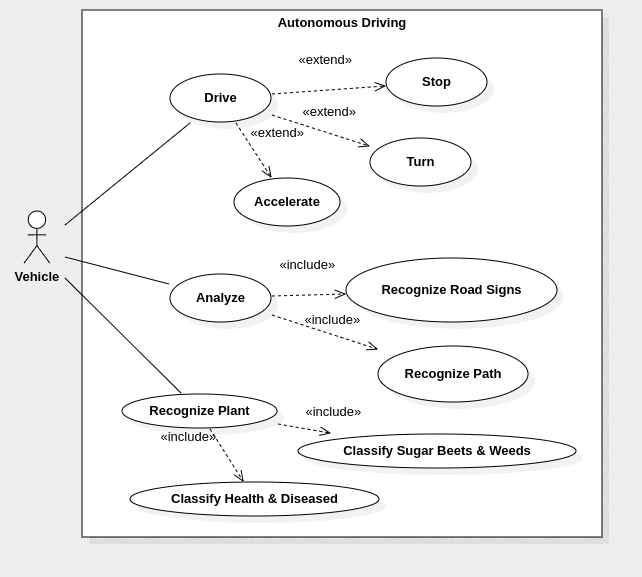 Autonomous Driving
«extend»
Drive
Stop
«extend»
«extend»
Turn
Accelerate
Vehicle
«include»
Analyze
Recognize Road Signs
«include»
Recognize Path
Recognize Plant
«include»
«include»
Classify Sugar Beets & Weeds
Classify Health & Diseased